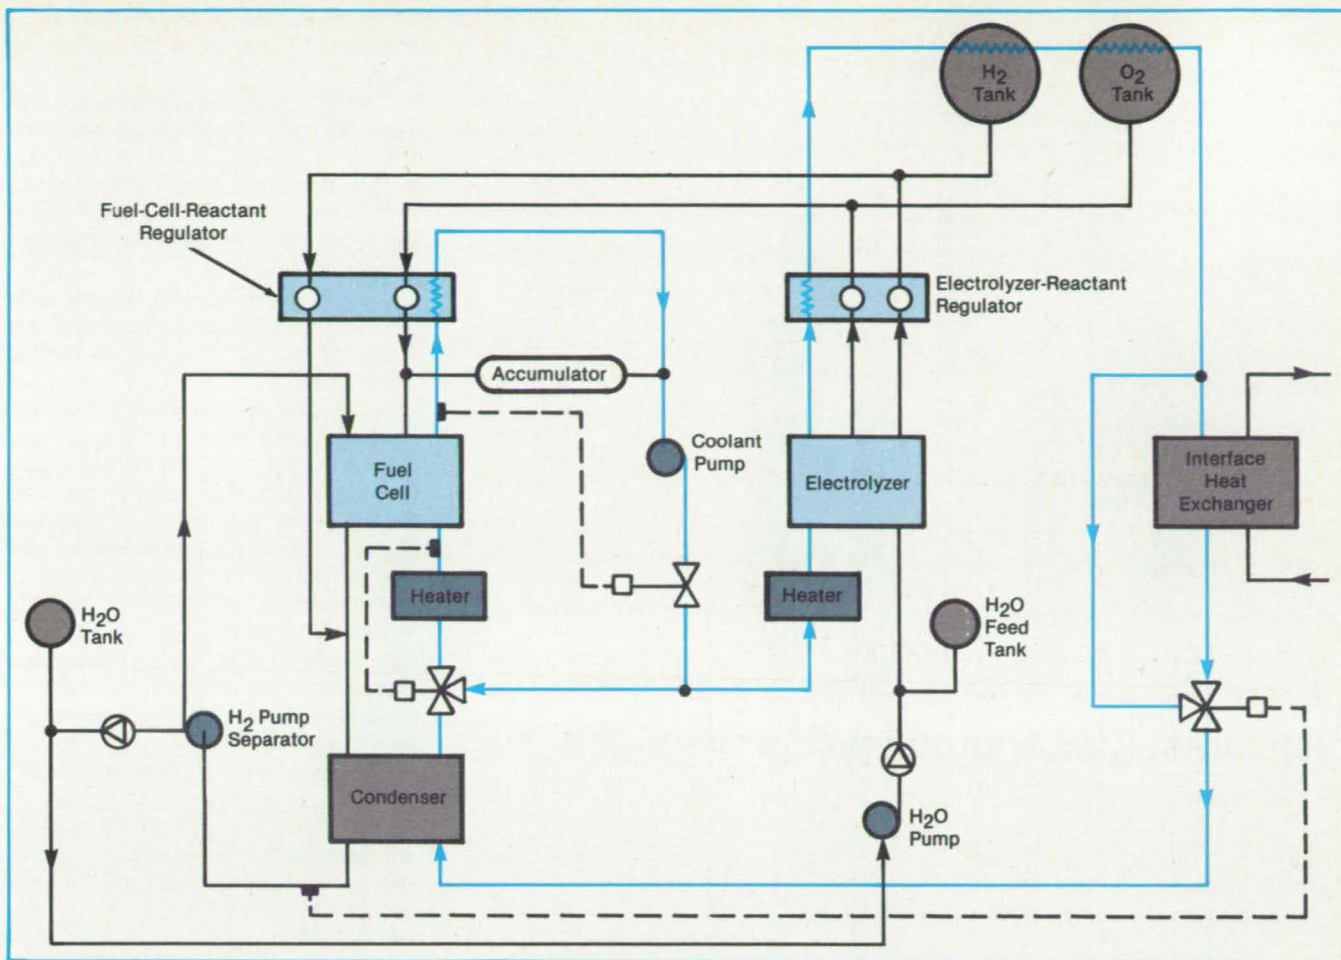 H2
Tank
O2
Tank
Fuel-Cell-Reactant
Regulator
Electrolyzer-Reactant
Regulator
Accumulator
Fuel
Cell
Coolant
Pump
Electrolyzer
Interface
Heat
Exchanger
Heater
Heater
H2O
Tank
H2O
Feed
Tank
H2 Pump
Separator
Condenser
H2O
Pump